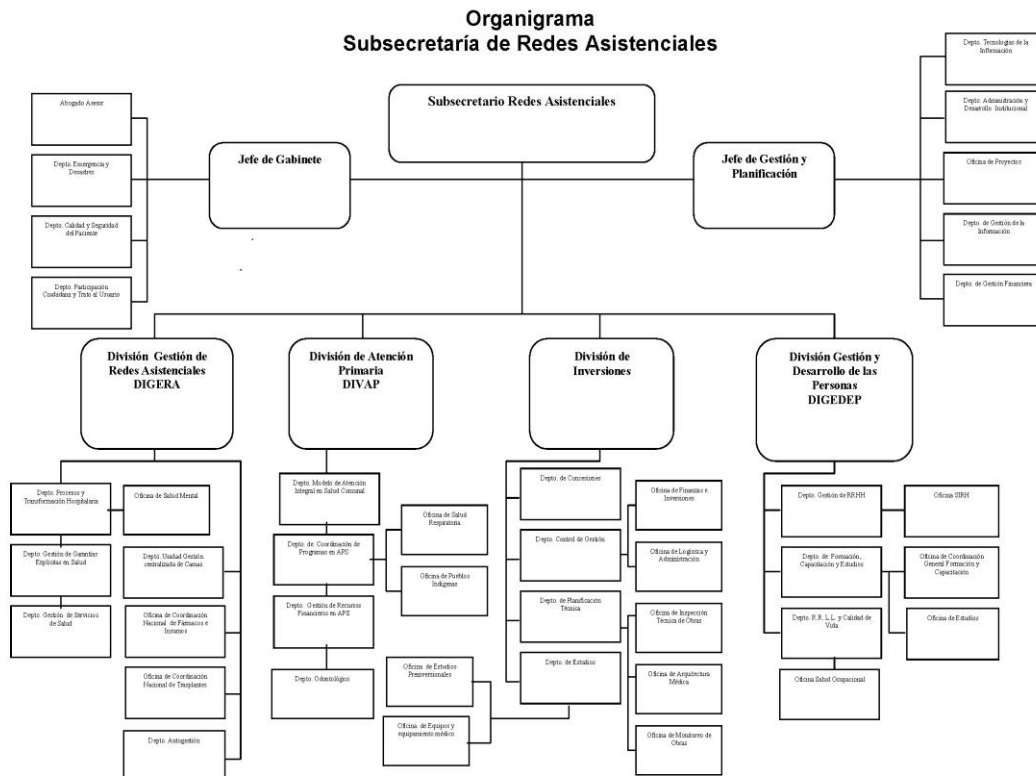 Organigrama
Subsecretaría de Redes Asistenciales
Subsecretario Redes Asistenciales
Jefe de Gabinete
Abogado Asesor
Depto. Emergencia y
Desastres
Depto. Calidad y Seguridad
del Paciente
Depto. Participación
Ciudadana y Trato al Usuario
Jefe de Gestión y
Planificación
Depto. Tecnologías de la
Información
Depto. Administración y
Desarrollo Institucional
Oficina de Proyectos
Depto. de Gestión de la
Información
Depto. de Gestión Financiera
División Gestión de
Redes Asistenciales
DIGERA
Depto. Procesos y
Transformación Hospitalaria
Oficina de Salud Mental
Depto. Gestión de Garantías
Explícitas en Salud
Depto. Unidad Gestión
centralizada de Camas
Depto. Gestión de Servicios
de Salud
Oficina de Coordinación
Nacional de Fármacos e
Insumos
Oficina de Coordinación
Nacional de Trasplantes
Depto. Autogestión
División de Atención
Primaria
DIVAP
Depto. Modelo de Atención
Integral en Salud Comunal
Depto. de Coordinación de
Programas en APS
Oficina de Salud
Respiratoria
Oficina de Pueblos
Indígenas
Depto. Gestión de Recursos
Financieros en APS
Depto. Odontológico
División de
Inversiones
Depto. de Concesiones
Depto. Control de Gestión
Oficina de Finanzas e
Inversiones
Oficina de Logística y
Administración
Depto. de Planificación
Técnica
Oficina de Inspección
Técnica de Obras
Oficina de Arquitectura
Médica
Oficina de Monitoreo de
Obras
Depto. de Estudios
Oficina de Estudios
Preinversionales
Oficina de Equipos y
equipamiento médico
División Gestión y
Desarrollo de las
Personas
DIGEDEP
Depto. Gestión de RRHH
Oficina SIRH
Depto. de Formación,
Capacitación y Estudios
Oficina de Coordinación
General Formación y
Capacitación
Oficina de Estudios
Depto. R.R. L.L. y Calidad de
Vida
Oficina Salud Ocupacional